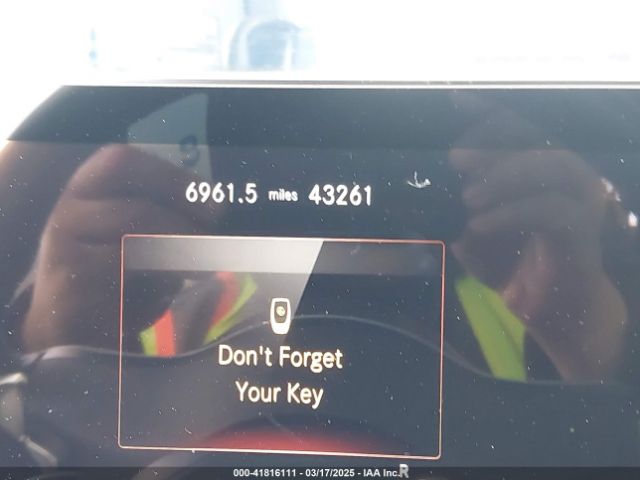 6961.5 miles 43261
Don't Forget
Your Key
000-41816111 - 03/17/2025 - IAA Inc.
R